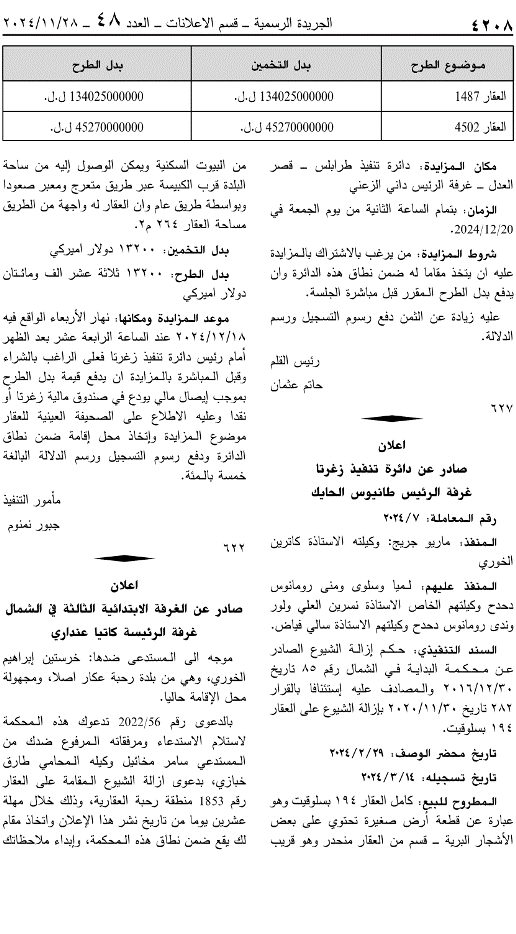 ٤٢٠٨
الجريدة الرسمية – قسم الاعلانات – العدد ٤٨ – ٢٠٢٤/١١/٢٨
موضوع الطرح	بدل التخمين	بدل الطرح
العقار 1487	134025000000 ل.ل.	134025000000 ل.ل.
العقار 4502	45270000000 ل.ل.	45270000000 ل.ل.
مكان المزايدة: دائرة تنفيذ طرابلس – قصر
العدل – غرفة الرئيس داني الزعني
الزمان: بتمام الساعة الثانية من يوم الجمعة في
2024/12/20.
شروط المزايدة: من يرغب بالاشتراك بالمزايدة
عليه ان يتخذ مقاما له ضمن نطاق هذه الدائرة وان
يدفع بدل الطرح المقرر قبل مباشرة الجلسة.
عليه زيادة عن الثمن دفع رسوم التسجيل ورسم
الدلالة.
رئيس القلم
حاتم عثمان
٦٢٧
اعلان
صادر عن دائرة تنفيذ زغرتا
غرفة الرئيس طانيوس الحايك
رقم المعاملة: ٢٠٢٤/٧
المنفذ: ماريو جريج: وكيلته الاستاذة كاترين
الخوري
المنفذ عليهم: لميا وسلوى ومنى رومانوس
دحدح وكيلتهم الخاص الاستاذة نسرين العلي ولور
وندى رومانوس دحدح وكيلتهم الاستاذة سالي فياض.
السند التنفيذي: حكم إزالة الشيوع الصادر
عن محكمة البداية في الشمال رقم ٨٥ تاريخ
٢٠١٦/١٢/٣٠ والمصادف عليه إستئنافا بالقرار
٢٨٢ تاريخ ٢٠٢٠/١١/٣٠ بإزالة الشيوع على العقار
١٩٤ بسلوقيت.
تاريخ محضر الوصف: ٢٠٢٤/٢/٢٩
تاريخ تسجيله: ٢٠٢٤/٣/١٤
المطروح للبيع: كامل العقار ١٩٤ بسلوقيت وهو
عبارة عن قطعة أرض صغيرة تحتوي على بعض
الأشجار البرية – قسم من العقار منحدر وهو قريب
من البيوت السكنية ويمكن الوصول إليه من ساحة
البلدة قرب الكنيسة عبر طريق متعرج ومعبر صعودا
وبواسطة طريق عام وان العقار له واجهة من الطريق
مساحة العقار ٢٦٤ م٢.
بدل التخمين: ١٣٢٠٠ دولار اميركي
بدل الطرح: ١٣٢٠٠ ثلاثة عشر الف ومائتان
دولار اميركي
موعد المزايدة ومكانها: نهار الأربعاء الواقع فيه
٢٠٢٤/١٢/١٨ عند الساعة الرابعة عشر بعد الظهر
أمام رئيس دائرة تنفيذ زغرتا فعلى الراغب بالشراء
وقبل المباشرة بالمزايدة ان يدفع قيمة بدل الطرح
بموجب إيصال مالي يودع في صندوق مالية زغرتا أو
نقدا وعليه الاطلاع على الصحيفة العينية للعقار
موضوع المزايدة وإتخاذ محل إقامة ضمن نطاق
الدائرة ودفع رسوم التسجيل ورسم الدلالة البالغة
خمسة بالمئة.
مأمور التنفيذ
جبور نمنوم
٦٢٢
اعلان
صادر عن الغرفة الابتدائية الثالثة في الشمال
غرفة الرئيسة كاتيا عنداري
موجه الى المستدعى ضدها: خرستين إبراهيم
الخوري، وهي من بلدة رحبة عكار اصلا، ومجهولة
محل الإقامة حاليا.
بالدعوى رقم 2022/56 تدعوك هذه المحكمة
لاستلام الاستدعاء ومرفقاته المرفوع ضدك من
المستدعي سامر مخائيل وكيله المحامي طارق
خبازي، بدعوى ازالة الشيوع المقامة على العقار
رقم 1853 منطقة رحبة العقارية، وذلك خلال مهلة
عشرين يوما من تاريخ نشر هذا الإعلان واتخاذ مقام
لك يقع ضمن نطاق هذه المحكمة، وإبداء ملاحظاتك